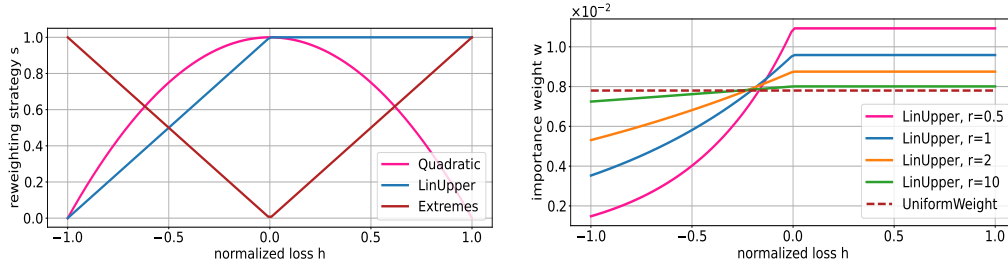 reweighting strategy s
1.0
0.8
0.6
0.4
0.2
0.0
Quadratic
LinUpper
Extremes
−1.0 −0.5 0.0 0.5 1.0
normalized loss h
×10⁻²
importance weight w
1.0
0.8
0.6
0.4
0.2
LinUpper, r=0.5
LinUpper, r=1
LinUpper, r=2
LinUpper, r=10
UniformWeight
−1.0 −0.5 0.0 0.5 1.0
normalized loss h